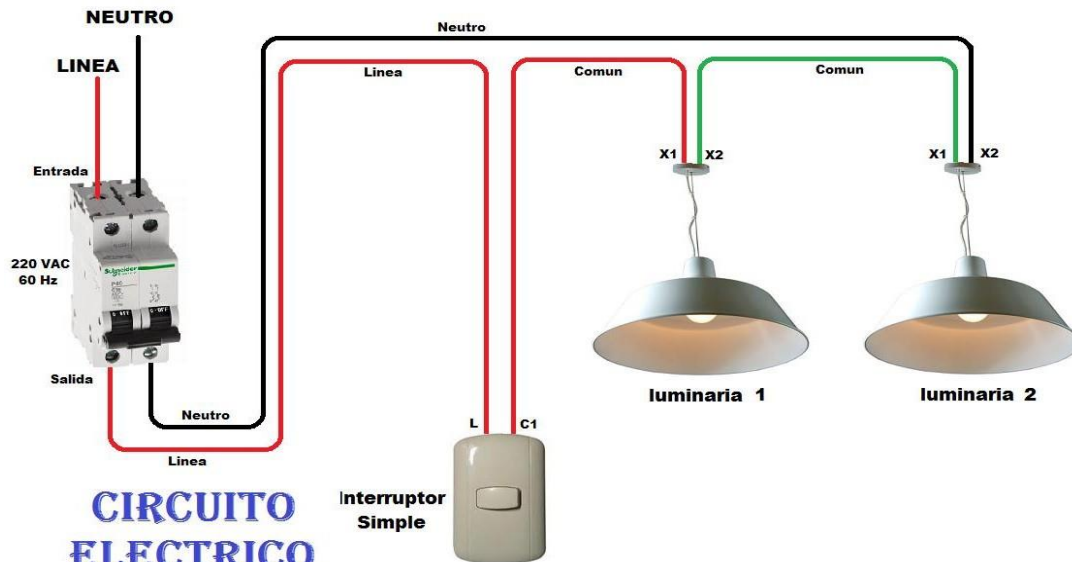 NEUTRO
LINEA
Neutro
Linea
Comun
Comun
Entrada
X1
X2
X1
X2
220 VAC
60 Hz
Schneider
luminaria 1
luminaria 2
Salida
Neutro
Linea
L
C1
Interruptor
Simple
CIRCUITO
ELECTRICO